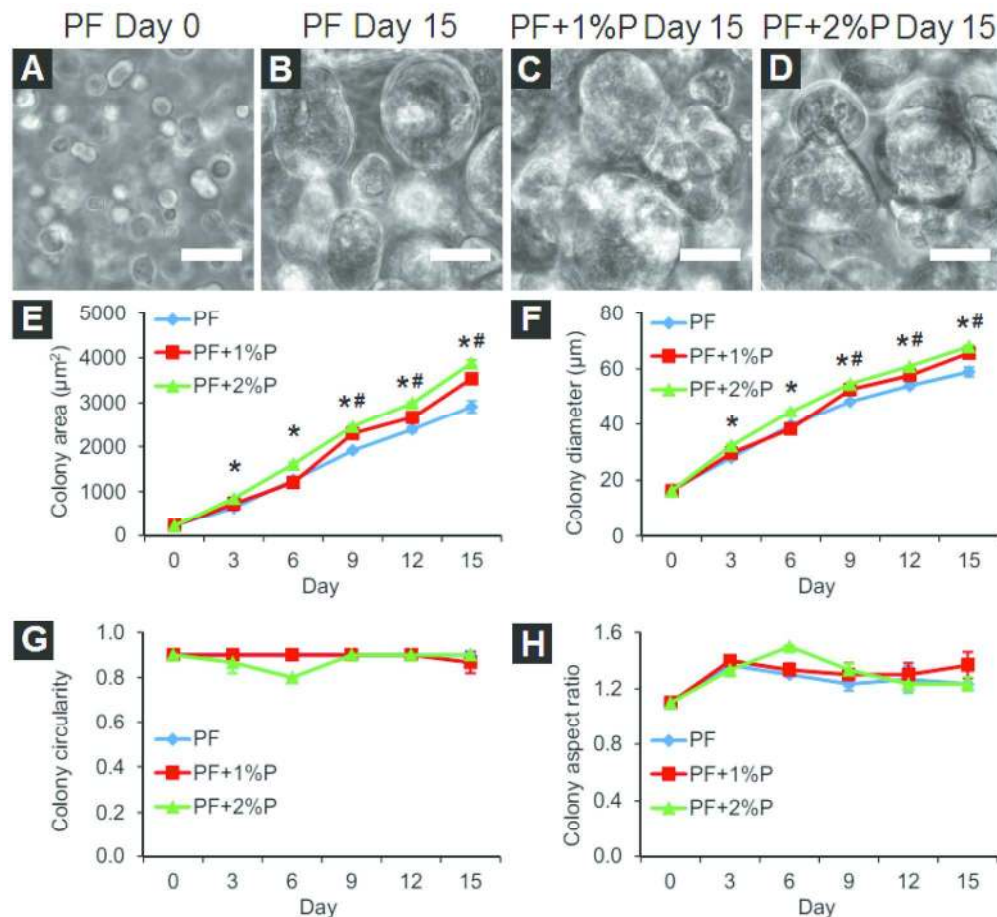 PF Day 0 PF Day 15 PF+1%P Day 15 PF+2%P Day 15
A B C D
E
5000
4000
3000
2000
1000
0
Colony area (µm²)
PF
PF+1%P
PF+2%P
* * *# *# *#
0 3 6 9 12 15
Day
F
80
60
40
20
0
Colony diameter (µm)
PF
PF+1%P
PF+2%P
* * *# *# *#
0 3 6 9 12 15
Day
G
1.0
0.8
0.6
0.4
0.2
0.0
Colony circularity
PF
PF+1%P
PF+2%P
0 3 6 9 12 15
Day
H
1.6
1.2
0.8
0.4
0.0
Colony aspect ratio
PF
PF+1%P
PF+2%P
0 3 6 9 12 15
Day